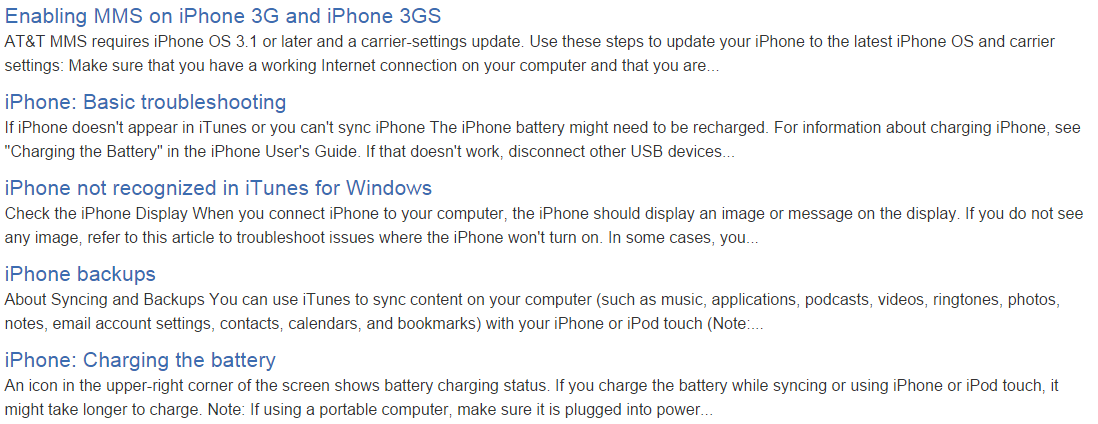 Enabling MMS on iPhone 3G and iPhone 3GS
AT&T MMS requires iPhone OS 3.1 or later and a carrier-settings update. Use these steps to update your iPhone to the latest iPhone OS and carrier
settings: Make sure that you have a working Internet connection on your computer and that you are...
iPhone: Basic troubleshooting
If iPhone doesn't appear in iTunes or you can't sync iPhone The iPhone battery might need to be recharged. For information about charging iPhone, see
"Charging the Battery" in the iPhone User's Guide. If that doesn't work, disconnect other USB devices...
iPhone not recognized in iTunes for Windows
Check the iPhone Display When you connect iPhone to your computer, the iPhone should display an image or message on the display. If you do not see
any image, refer to this article to troubleshoot issues where the iPhone won't turn on. In some cases, you...
iPhone backups
About Syncing and Backups You can use iTunes to sync content on your computer (such as music, applications, podcasts, videos, ringtones, photos,
notes, email account settings, contacts, calendars, and bookmarks) with your iPhone or iPod touch (Note:...
iPhone: Charging the battery
An icon in the upper-right corner of the screen shows battery charging status. If you charge the battery while syncing or using iPhone or iPod touch, it
might take longer to charge. Note: If using a portable computer, make sure it is plugged into power...